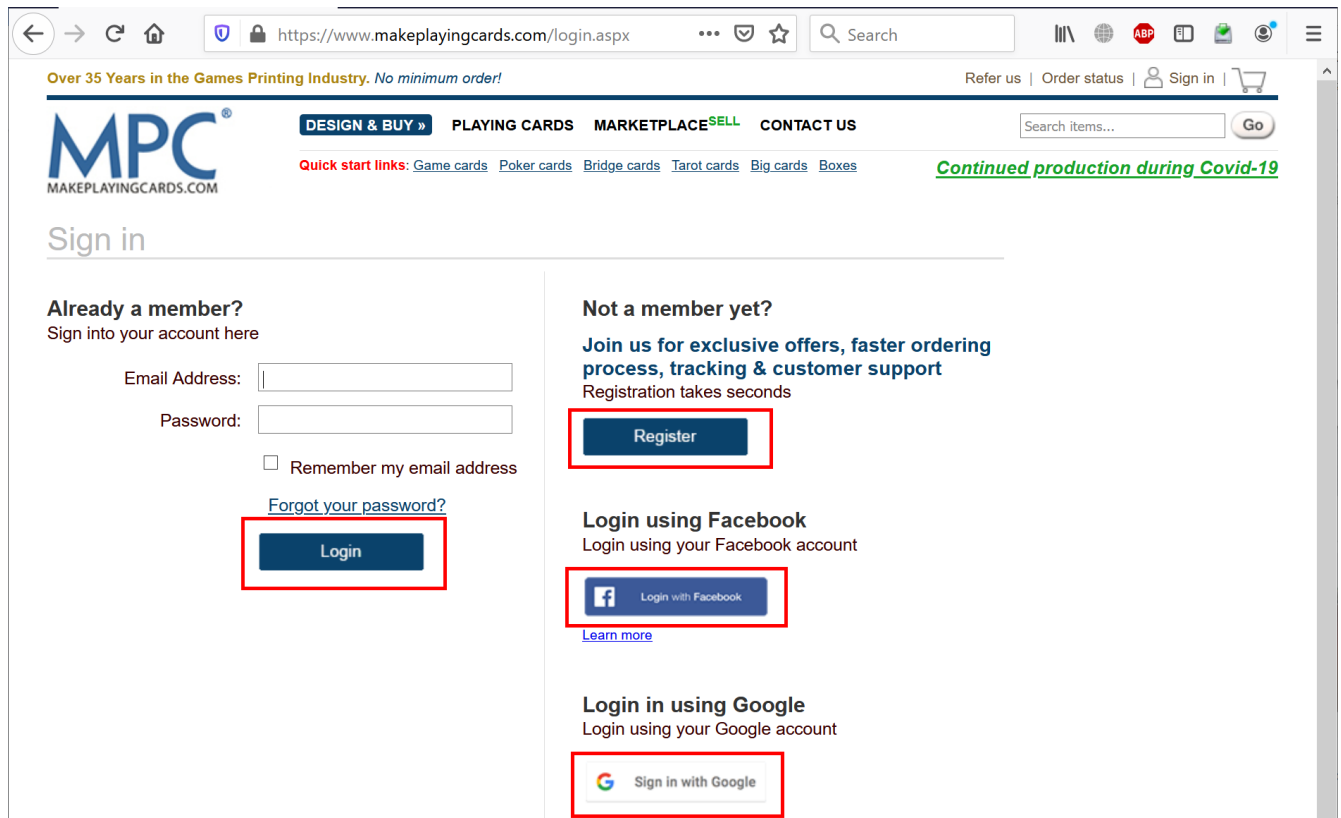 https://www.makeplayingcards.com/login.aspx
Search
ABP
Over 35 Years in the Games Printing Industry. No minimum order!
Refer us | Order status | Sign in |
MPC®
MAKEPLAYINGCARDS.COM
DESIGN & BUY » PLAYING CARDS MARKETPLACE SELL CONTACT US
Search items... Go
Quick start links: Game cards Poker cards Bridge cards Tarot cards Big cards Boxes
Continued production during Covid-19
Sign in
Already a member?
Sign into your account here
Email Address:
Password:
Remember my email address
Forgot your password?
Login
Not a member yet?
Join us for exclusive offers, faster ordering
process, tracking & customer support
Registration takes seconds
Register
Login using Facebook
Login using your Facebook account
Login with Facebook
Learn more
Login in using Google
Login using your Google account
Sign in with Google